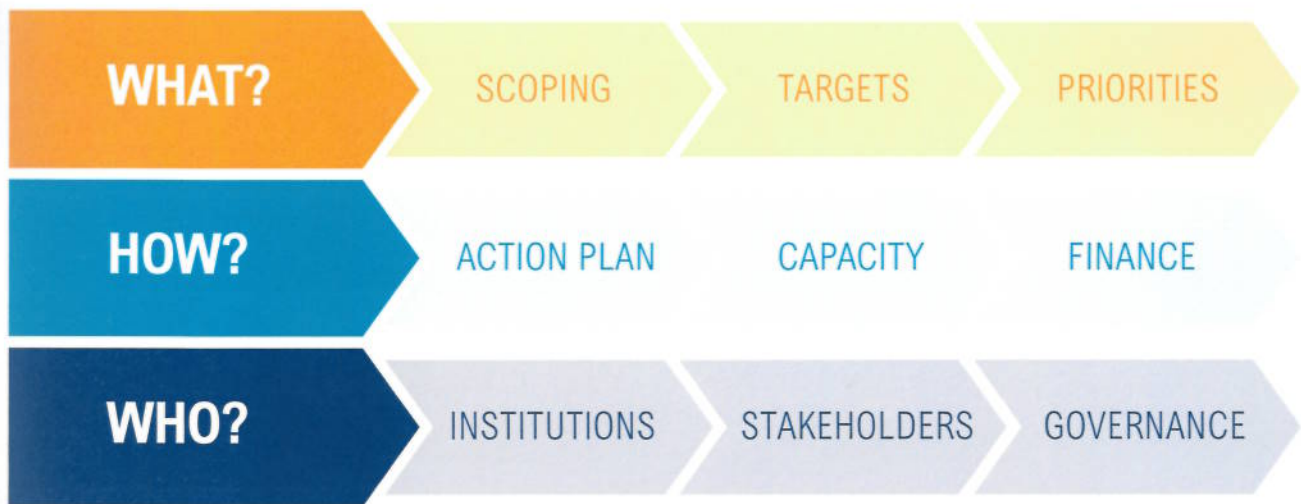 WHAT? SCOPING TARGETS PRIORITIES
HOW? ACTION PLAN CAPACITY FINANCE
WHO? INSTITUTIONS STAKEHOLDERS GOVERNANCE